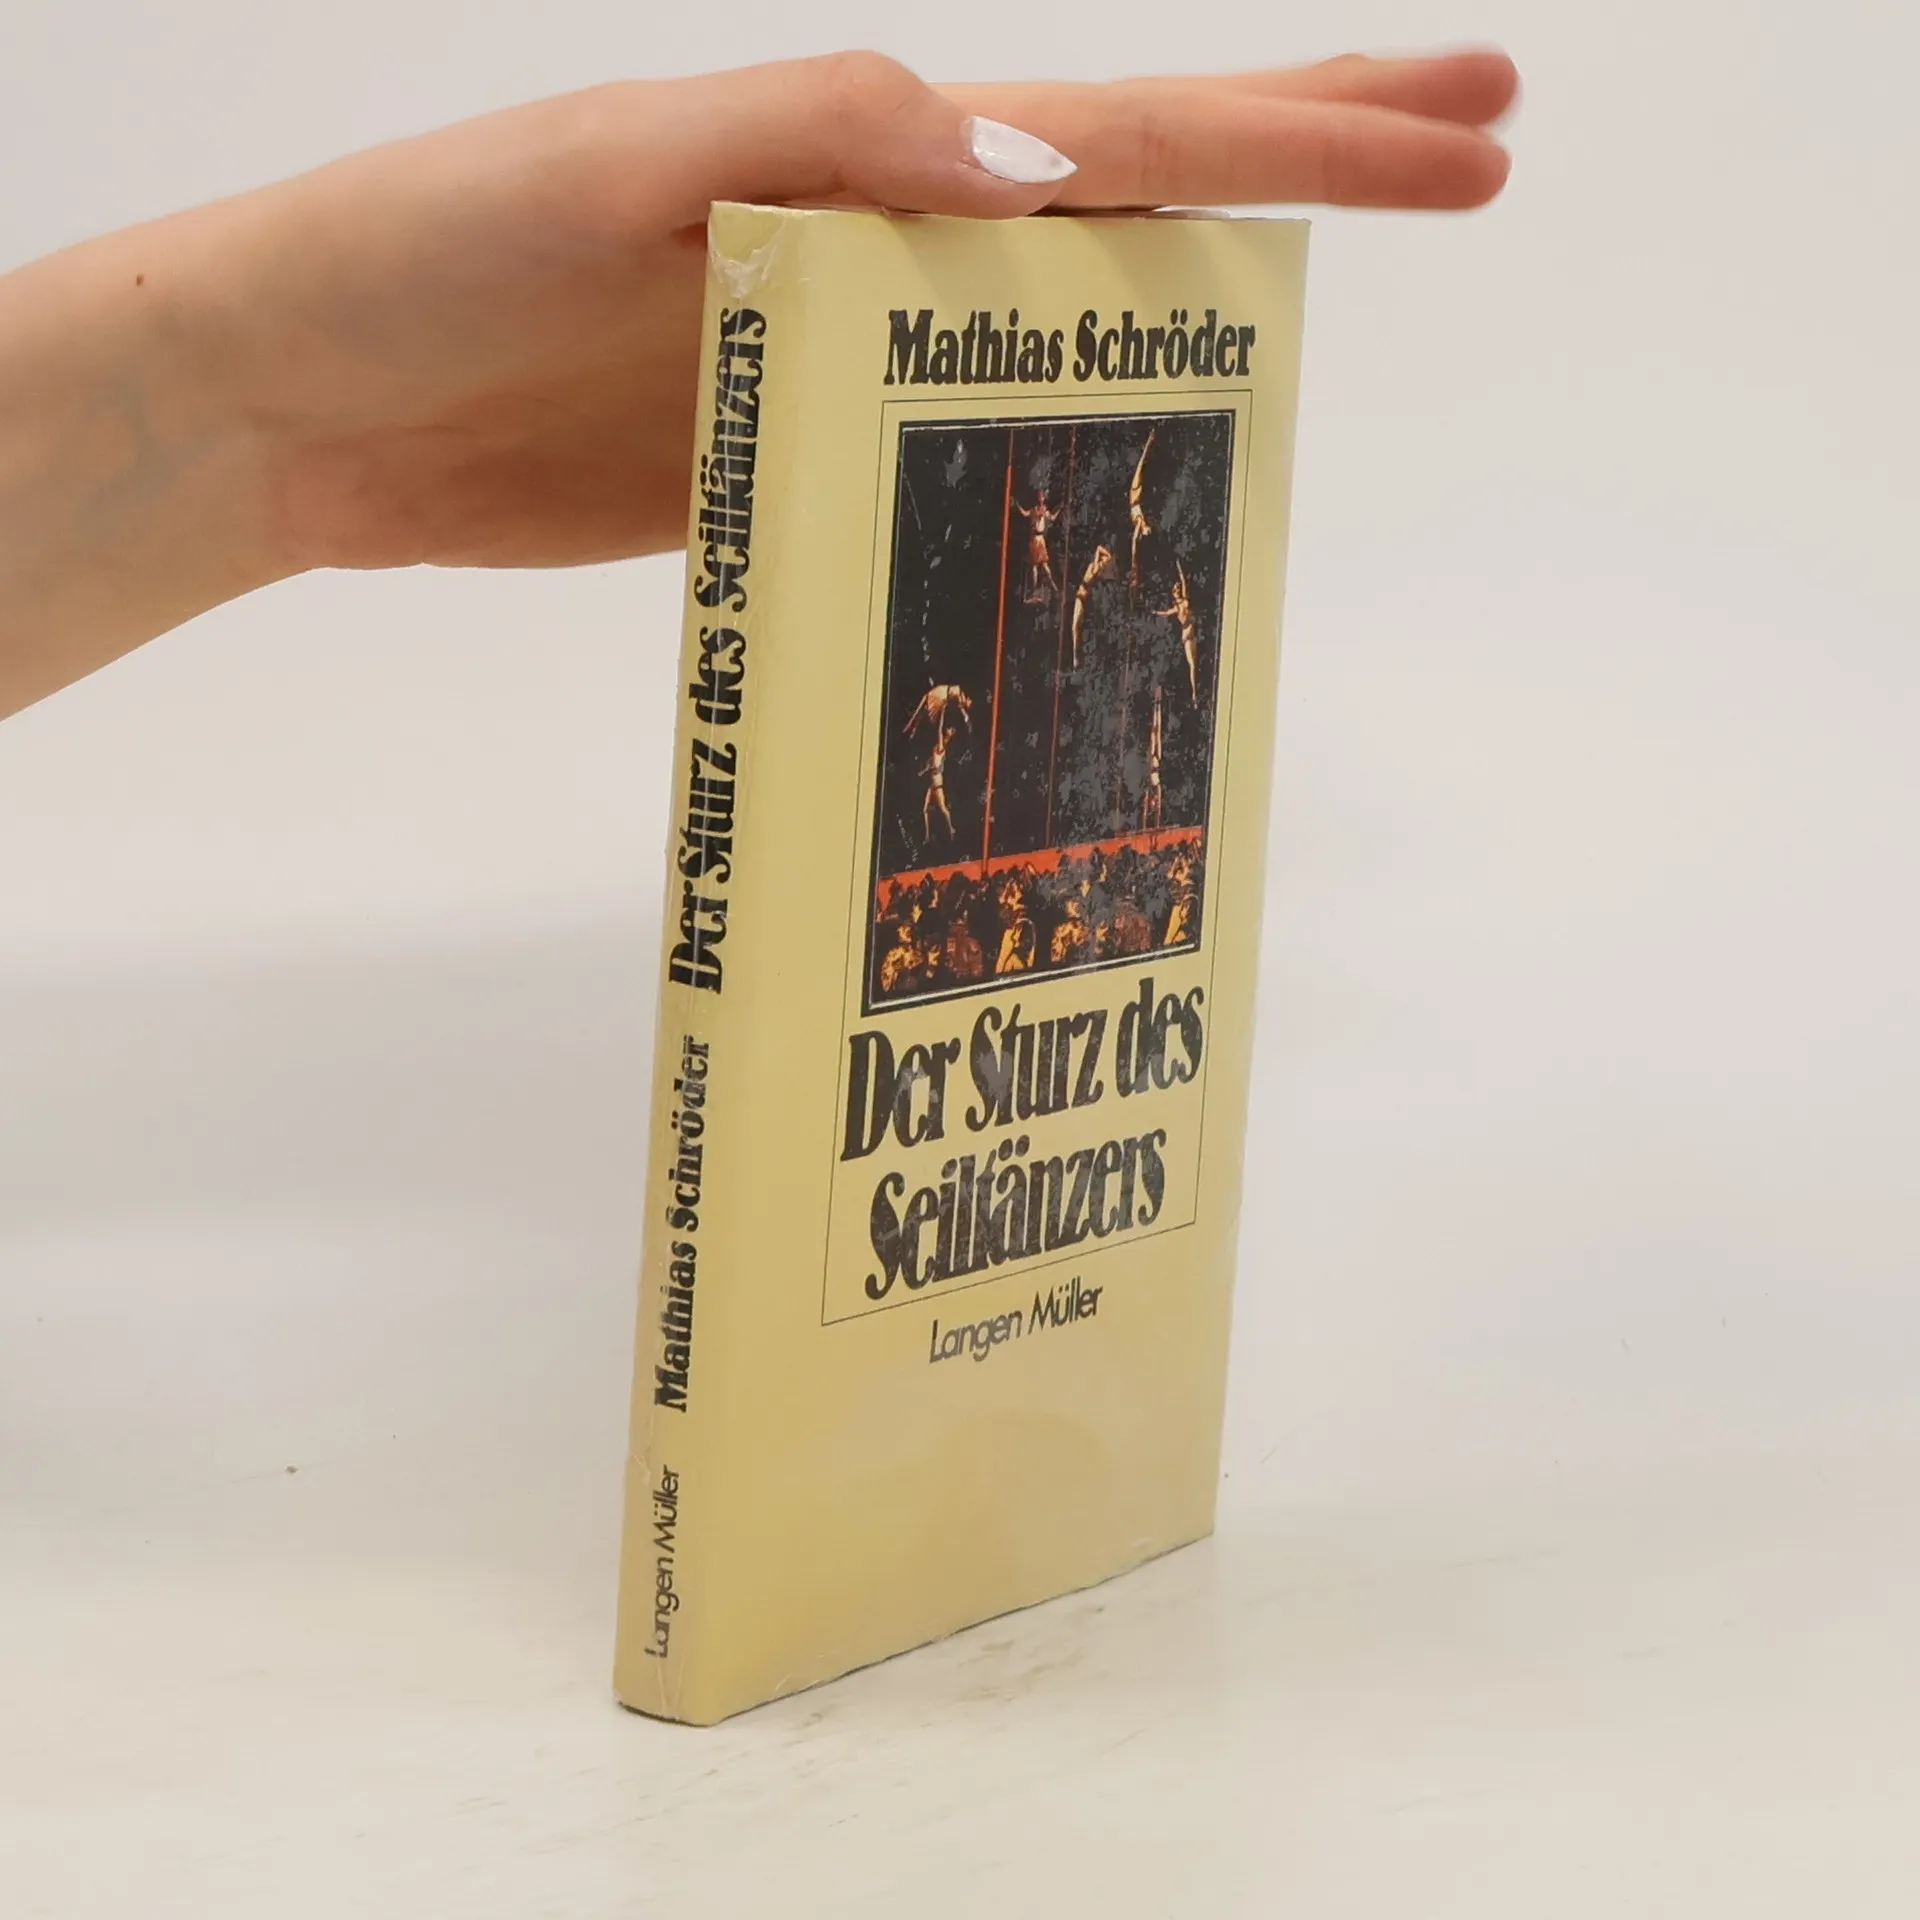 Mathias Schröder
Der Sturz des
Seiltänzers
Langen Müller
Langen Müller Mathias Schröder Der Sturz des Seiltänzers